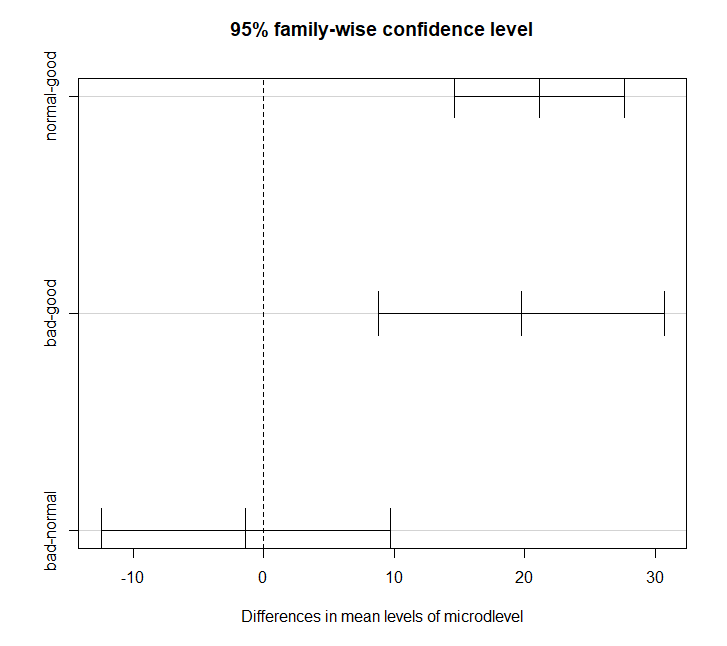 95% family-wise confidence level
normal-good
bad-good
bad-normal
-10 0 10 20 30
Differences in mean levels of microdlevel